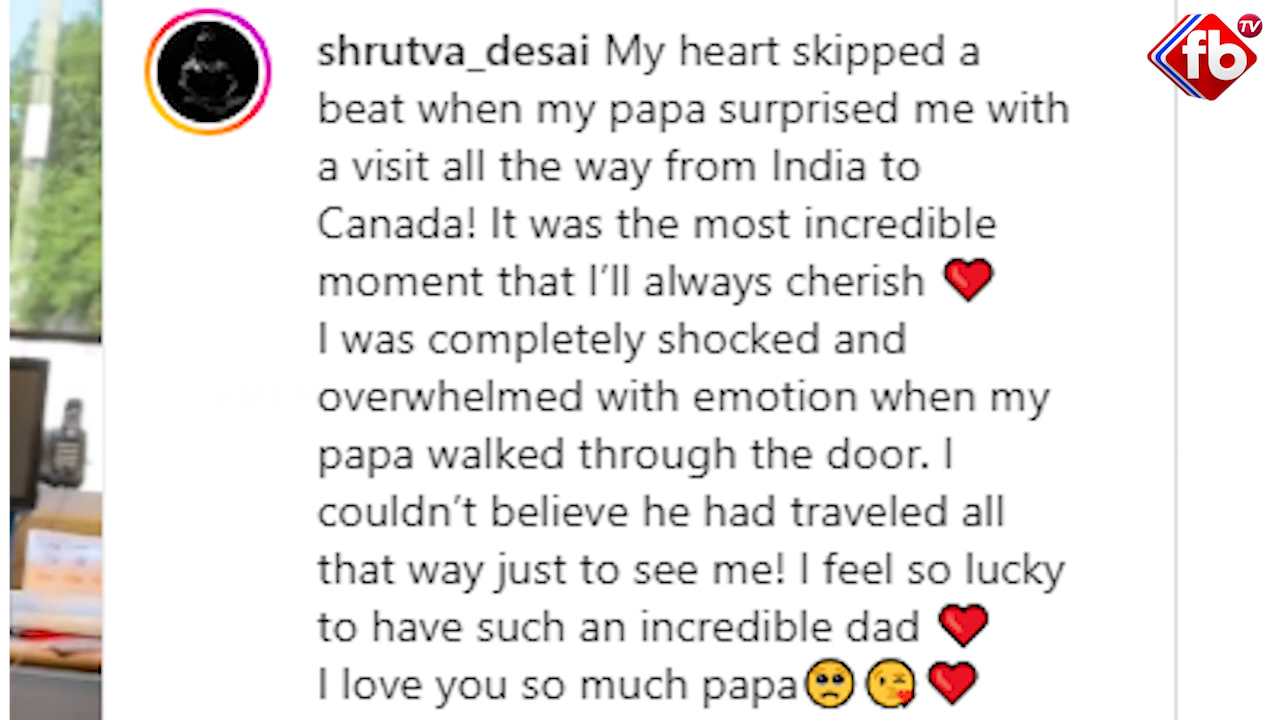 shrutva_desai My heart skipped a
beat when my papa surprised me with
a visit all the way from India to
Canada! It was the most incredible
moment that I'll always cherish ❤️
I was completely shocked and
overwhelmed with emotion when my
papa walked through the door. I
couldn't believe he had traveled all
that way just to see me! I feel so lucky
to have such an incredible dad ❤️
I love you so much papa🥺😘❤️
fb TV